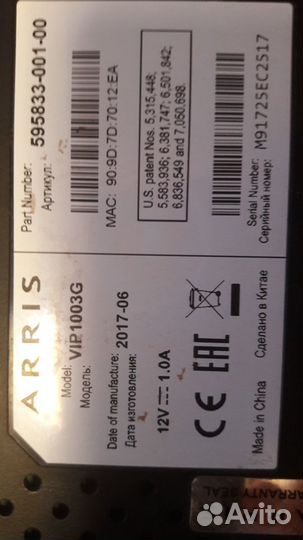 ARRIS
Model: VIP1003G
Модель:
Date of manufacture: 2017-06
Дата изготовления:
12V 1.0A
Part Number:
595833-001-00
Артикул:
MAC: 90:9D:7D:70:12:EA
U.S. patent Nos. 5,315,448;
5,583,936; 6,381,747; 6,501,842;
6,836,549 and 7,050,698.
Serial Number: M91725EC2517
Серийный номер:
CE EAC
Made in China Сделано в Китае
WARRANTY SEAL
Avito